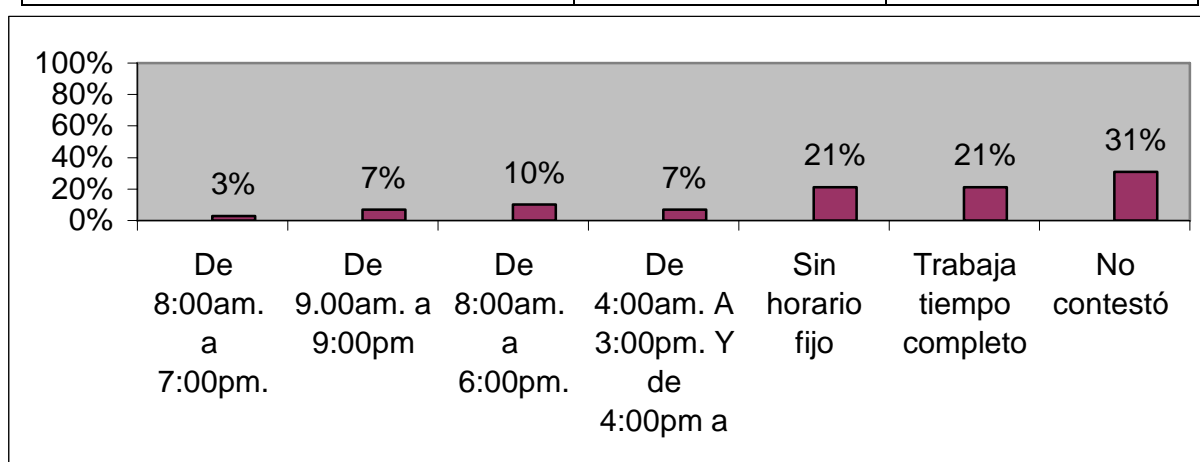 100%
80%
60%
40%
20%
0%
3%
7%
10%
7%
21%
21%
31%
De
8:00am.
a
7:00pm.
De
9.00am. a
9:00pm
De
8:00am.
a
6:00pm.
De
4:00am. A
3:00pm. Y
de
4:00pm a
Sin
horario
fijo
Trabaja
tiempo
completo
No
contestó